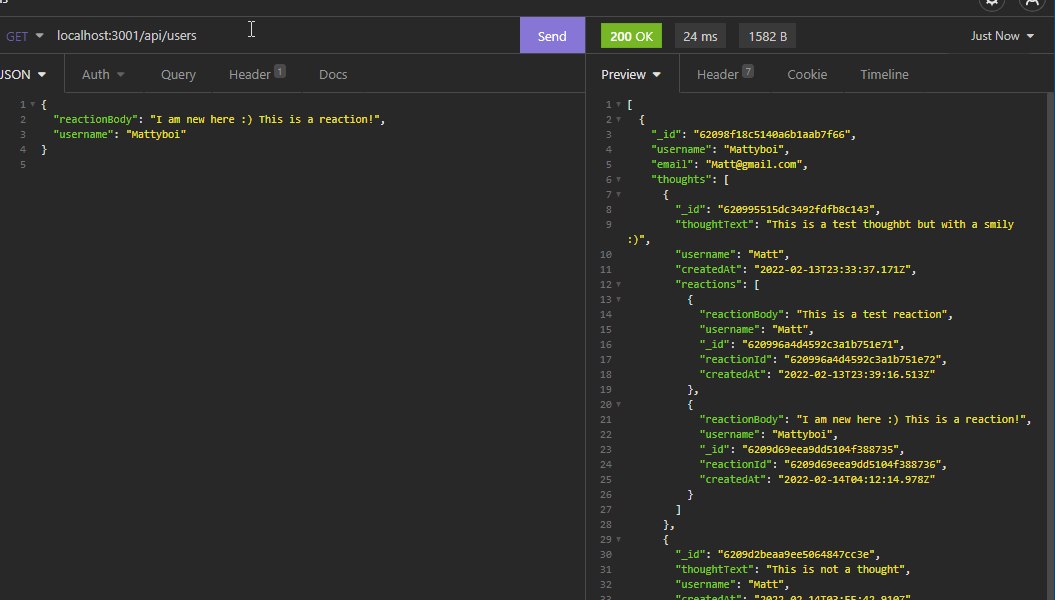 GET localhost:3001/api/users Send 200 OK 24 ms 1582 B Just Now
JSON Auth Query Header 1 Docs Preview Header 7 Cookie Timeline
1 {
2 "reactionBody": "I am new here :) This is a reaction!",
3 "username": "Mattyboi"
4 }
5
1 [
2 {
3 "_id": "62098f18c5140a6b1aab7f66",
4 "username": "Mattyboi",
5 "email": "Matt@gmail.com",
6 "thoughts": [
7 {
8 "_id": "620995515dc3492fdfb8c143",
9 "thoughtText": "This is a test thoughbt but with a smily
:)",
10 "username": "Matt",
11 "createdAt": "2022-02-13T23:33:37.171Z",
12 "reactions": [
13 {
14 "reactionBody": "This is a test reaction",
15 "username": "Matt",
16 "_id": "620996a4d4592c3a1b751e71",
17 "reactionId": "620996a4d4592c3a1b751e72",
18 "createdAt": "2022-02-13T23:39:16.513Z"
19 },
20 {
21 "reactionBody": "I am new here :) This is a reaction!",
22 "username": "Mattyboi",
23 "_id": "6209d69eea9dd5104f388735",
24 "reactionId": "6209d69eea9dd5104f388736",
25 "createdAt": "2022-02-14T04:12:14.978Z"
26 }
27 ]
28 },
29 {
30 "_id": "6209d2beaa9ee5064847cc3e",
31 "thoughtText": "This is not a thought",
32 "username": "Matt",
33 "createdAt": "2022-02-14T03:55:42.910Z"